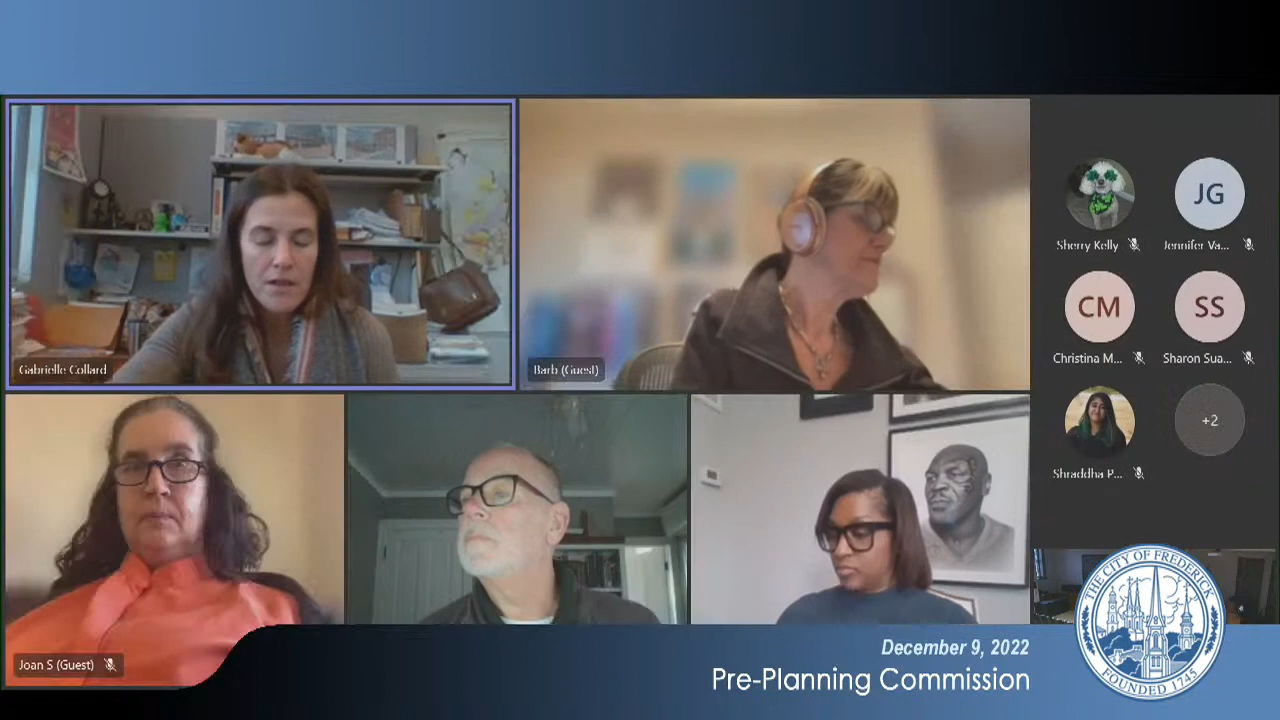 Gabrielle Collard
Barb (Guest)
Sherry Kelly
Jennifer Va...
CM
Christina M...
JG
SS
Sharon Sua...
Shraddha P...
+2
Joan S (Guest)
December 9, 2022
Pre-Planning Commission
THE CITY OF FREDERICK
FOUNDED 1745